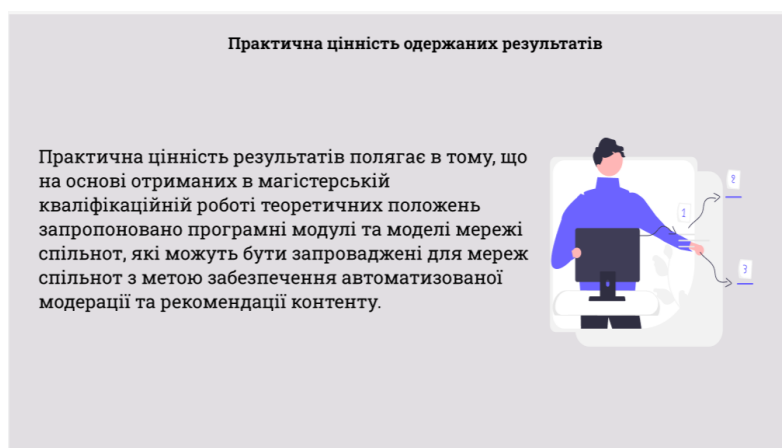 Практична цінність одержаних результатів
Практична цінність результатів полягає в тому, що
на основі отриманих в магістерській
кваліфікаційній роботі теоретичних положень
запропоновано програмні модулі та моделі мережі
спільнот, які можуть бути запроваджені для мереж
спільнот з метою забезпечення автоматизованої
модерації та рекомендації контенту.
1
2
3